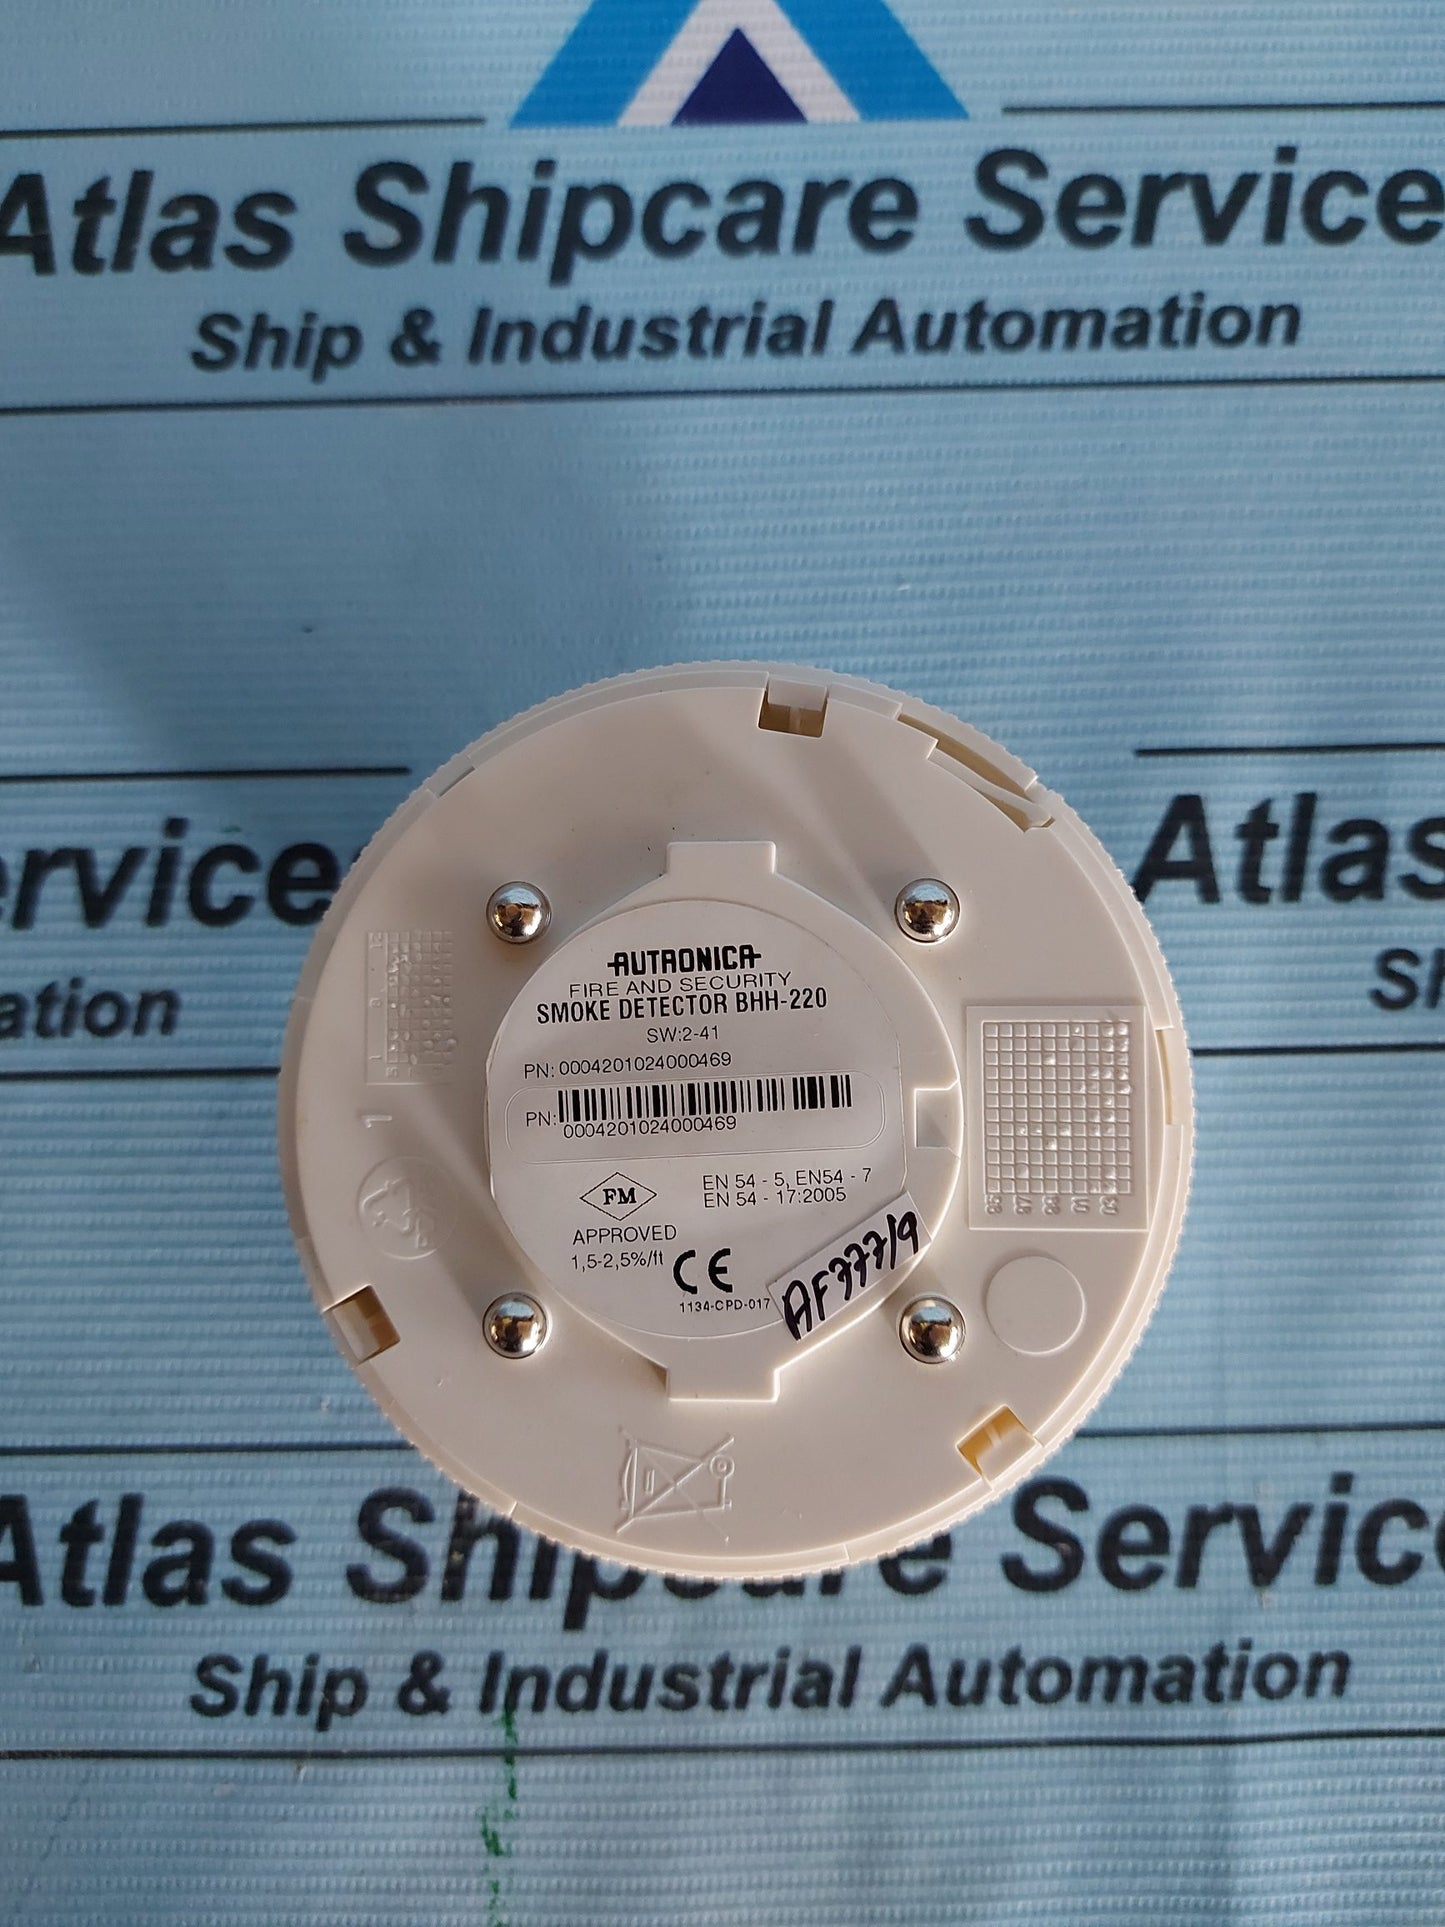 Atlas Shipcare Service
Ship & Industrial Automation
AUTRONICA
FIRE AND SECURITY
SMOKE DETECTOR BHH-220
SW:2-41
PN: 0004201024000469
PN:
0004201024000469
FM
APPROVED
1,5-2,5%/ft
EN 54 - 5, EN54 - 7
EN 54 - 17:2005
CE
1134-CPD-017
AF777/9
1
ervice
ation
Atlas
Atlas Shipcare Servic
Ship & Industrial Automation